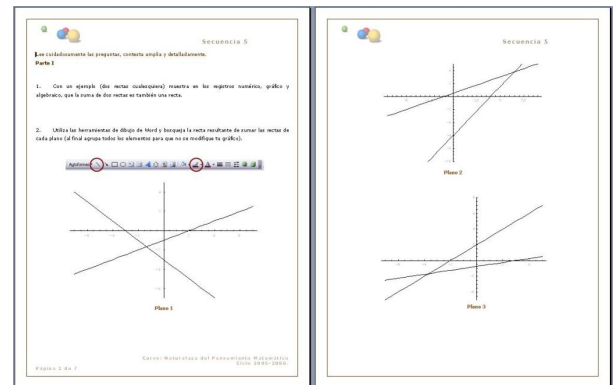 Secuencia 5
Lee cuidadosamente las preguntas, contesta amplia y detalladamente.
Parte I
1. Con un ejemplo (dos rectas cualesquiera) muestra en los registros numérico, gráfico y
algebraico, que la suma de dos rectas es también una recta.
2. Utiliza las herramientas de dibujo de Word y bosqueja la recta resultante de sumar las rectas de
cada plano (al final agrupa todos los elementos para que no se modifique tu gráfico).
Autoformas
Plano 1
Curso: Naturaleza del Pensamiento Matemático
Ciclo 2005-2006.
Página 1 de 7
Secuencia 5
Plano 2
Plano 3